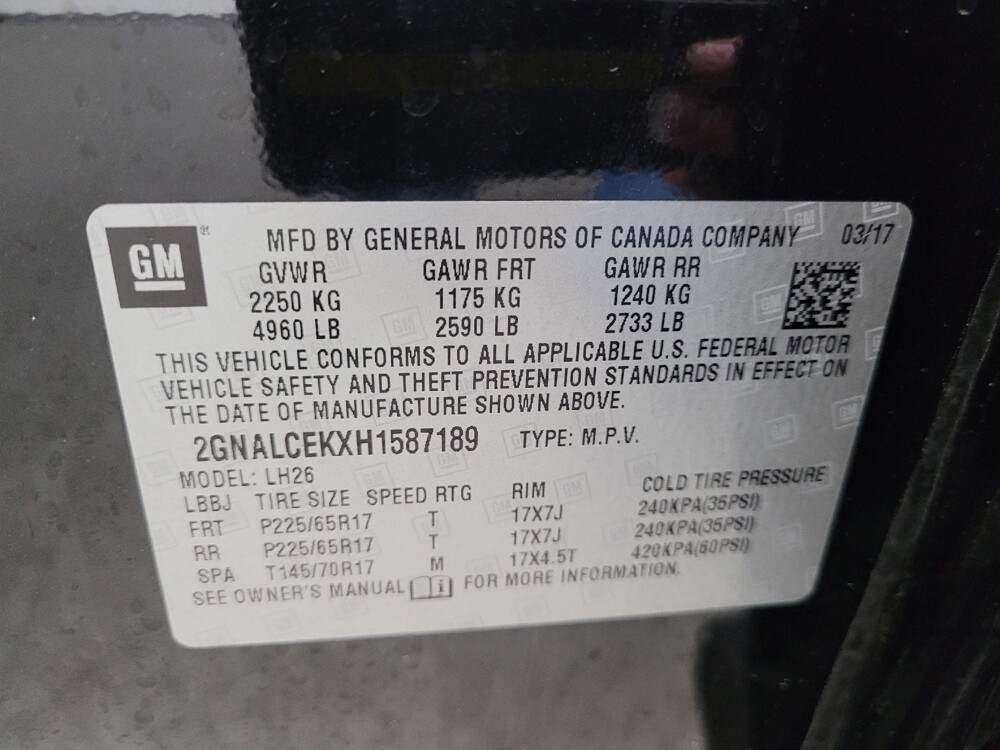 GM
MFD BY GENERAL MOTORS OF CANADA COMPANY 03/17
GVWR GAWR FRT GAWR RR
2250 KG 1175 KG 1240 KG
4960 LB 2590 LB 2733 LB
THIS VEHICLE CONFORMS TO ALL APPLICABLE U.S. FEDERAL MOTOR
VEHICLE SAFETY AND THEFT PREVENTION STANDARDS IN EFFECT ON
THE DATE OF MANUFACTURE SHOWN ABOVE.
2GNALCEKXH1587189 TYPE: M.P.V.
MODEL: LH26
LBBJ TIRE SIZE SPEED RTG RIM COLD TIRE PRESSURE
FRT P225/65R17 T 17X7J 240KPA(35PSI)
RR P225/65R17 T 17X7J 240KPA(35PSI)
SPA T145/70R17 M 17X4.5T 420KPA(60PSI)
SEE OWNER'S MANUAL FOR MORE INFORMATION.